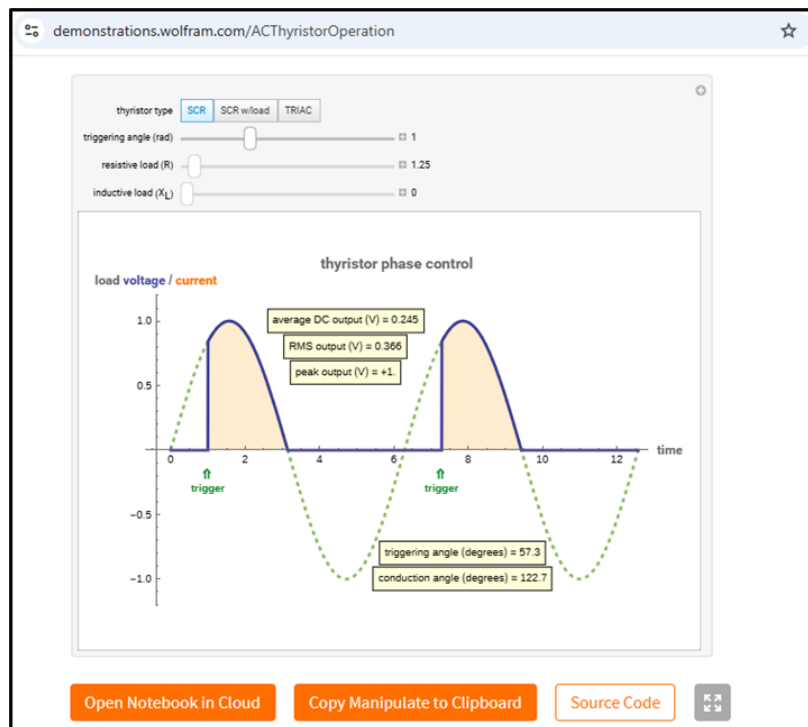 demonstrations.wolfram.com/ACThyristorOperation
thyristor type SCR SCR w/load TRIAC
triggering angle (rad) 1
resistive load (R) 1.25
inductive load (XL) 0
thyristor phase control
load voltage / current
average DC output (V) = 0.245
RMS output (V) = 0.366
peak output (V) = +1.
1.0
0.5
0 2 4 6 8 10 12 time
trigger trigger
−0.5
triggering angle (degrees) = 57.3
−1.0
conduction angle (degrees) = 122.7
Open Notebook in Cloud Copy Manipulate to Clipboard Source Code